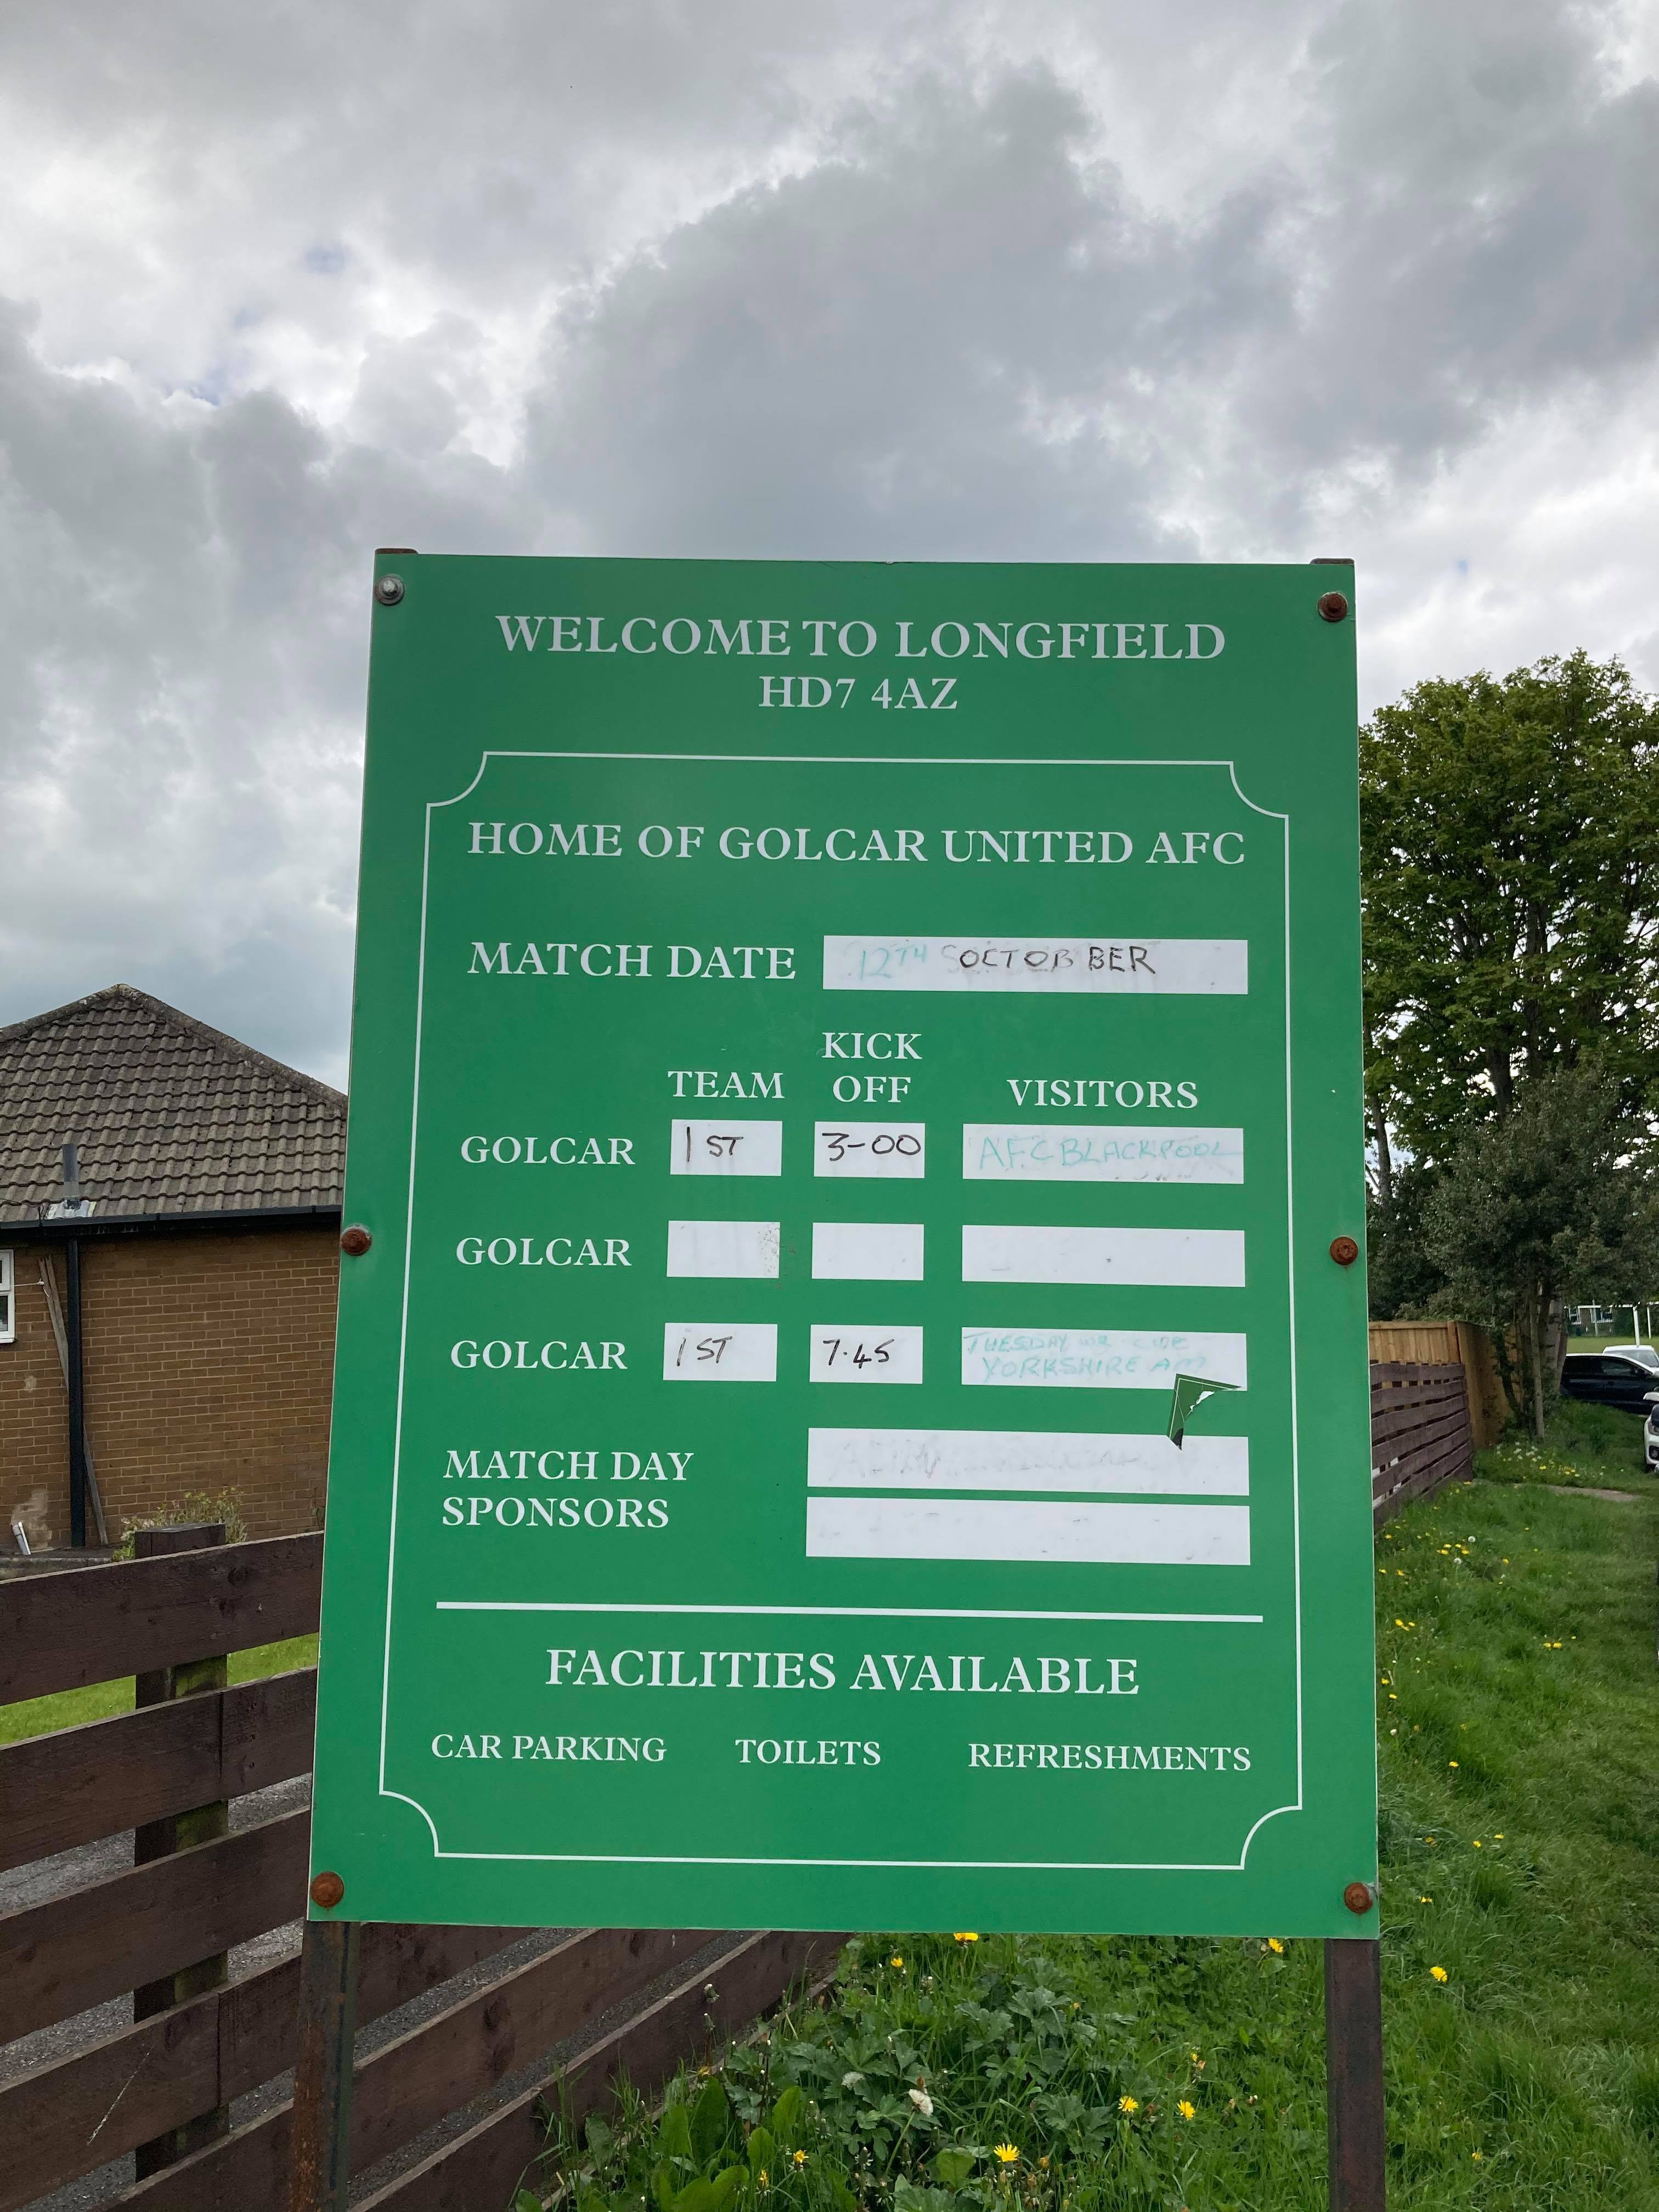 WELCOME TO LONGFIELD
HD7 4AZ
HOME OF GOLCAR UNITED AFC
MATCH DATE 12TH OCTOBER
TEAM KICK OFF VISITORS
GOLCAR 1ST 3-00 AFC BLACKPOOL
GOLCAR
GOLCAR 1ST 7.45 TUESDAY
YORKSHIRE AM
MATCH DAY
SPONSORS
FACILITIES AVAILABLE
CAR PARKING TOILETS REFRESHMENTS